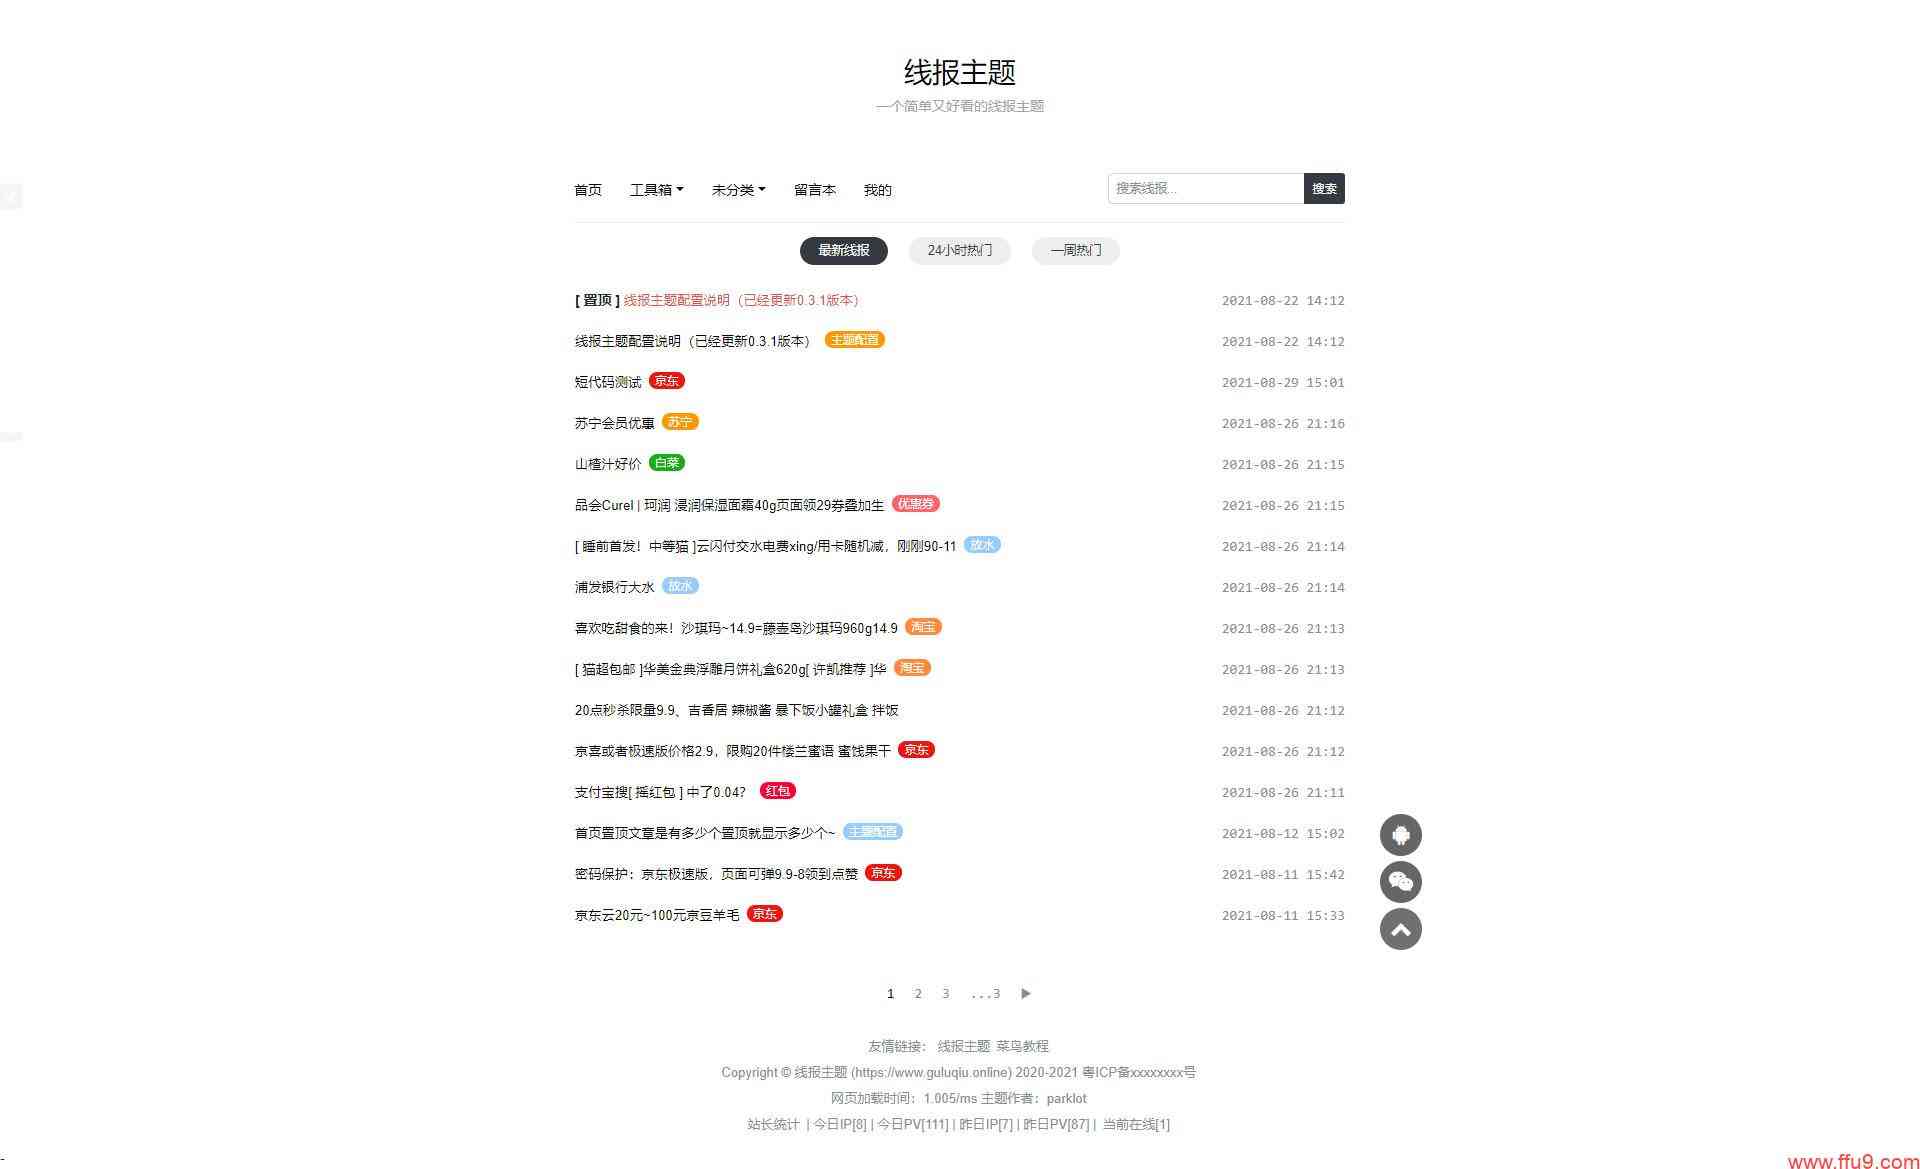 线报主题
一个简单又好看的线报主题
首页 工具箱 未分类 留言本 我的 搜索线报... 搜索
最新线报 24小时热门 一周热门
[ 置顶 ] 线报主题配置说明（已经更新0.3.1版本） 2021-08-22 14:12
线报主题配置说明（已经更新0.3.1版本） 主题配置 2021-08-22 14:12
短代码测试 京东 2021-08-29 15:01
苏宁会员优惠 苏宁 2021-08-26 21:16
山楂汁好价 白菜 2021-08-26 21:15
品会Curel | 珂润 浸润保湿面霜40g页面领29券叠加生 优惠券 2021-08-26 21:15
[ 睡前首发！中等猫 ]云闪付交水电费xing/用卡随机减，刚刚90-11 放水 2021-08-26 21:14
浦发银行大水 放水 2021-08-26 21:14
喜欢吃甜食的来！沙琪玛~14.9=藤壶岛沙琪玛960g14.9 淘宝 2021-08-26 21:13
[ 猫超包邮 ]华美金典浮雕月饼礼盒620g[ 许凯推荐 ]华 淘宝 2021-08-26 21:13
20点秒杀限量9.9、吉香居 辣椒酱 暴下饭小罐礼盒 拌饭 2021-08-26 21:12
京喜或者极速版价格2.9，限购20件楼兰蜜语 蜜饯果干 京东 2021-08-26 21:12
支付宝搜[ 摇红包 ] 中了0.04？ 红包 2021-08-26 21:11
首页置顶文章是有多少个置顶就显示多少个~ 主题配置 2021-08-12 15:02
密码保护：京东极速版，页面可弹9.9-8领到点赞 京东 2021-08-11 15:42
京东云20元~100元京豆羊毛 京东 2021-08-11 15:33
1 2 3 ...3 ▶
友情链接： 线报主题 菜鸟教程
Copyright © 线报主题 (https://www.guluqiu.online) 2020-2021 粤ICP备xxxxxxxx号
网页加载时间：1.005/ms 主题作者：parklot
站长统计 | 今日IP[8] | 今日PV[111] | 昨日IP[7] | 昨日PV[87] | 当前在线[1]
www.ffu9.com